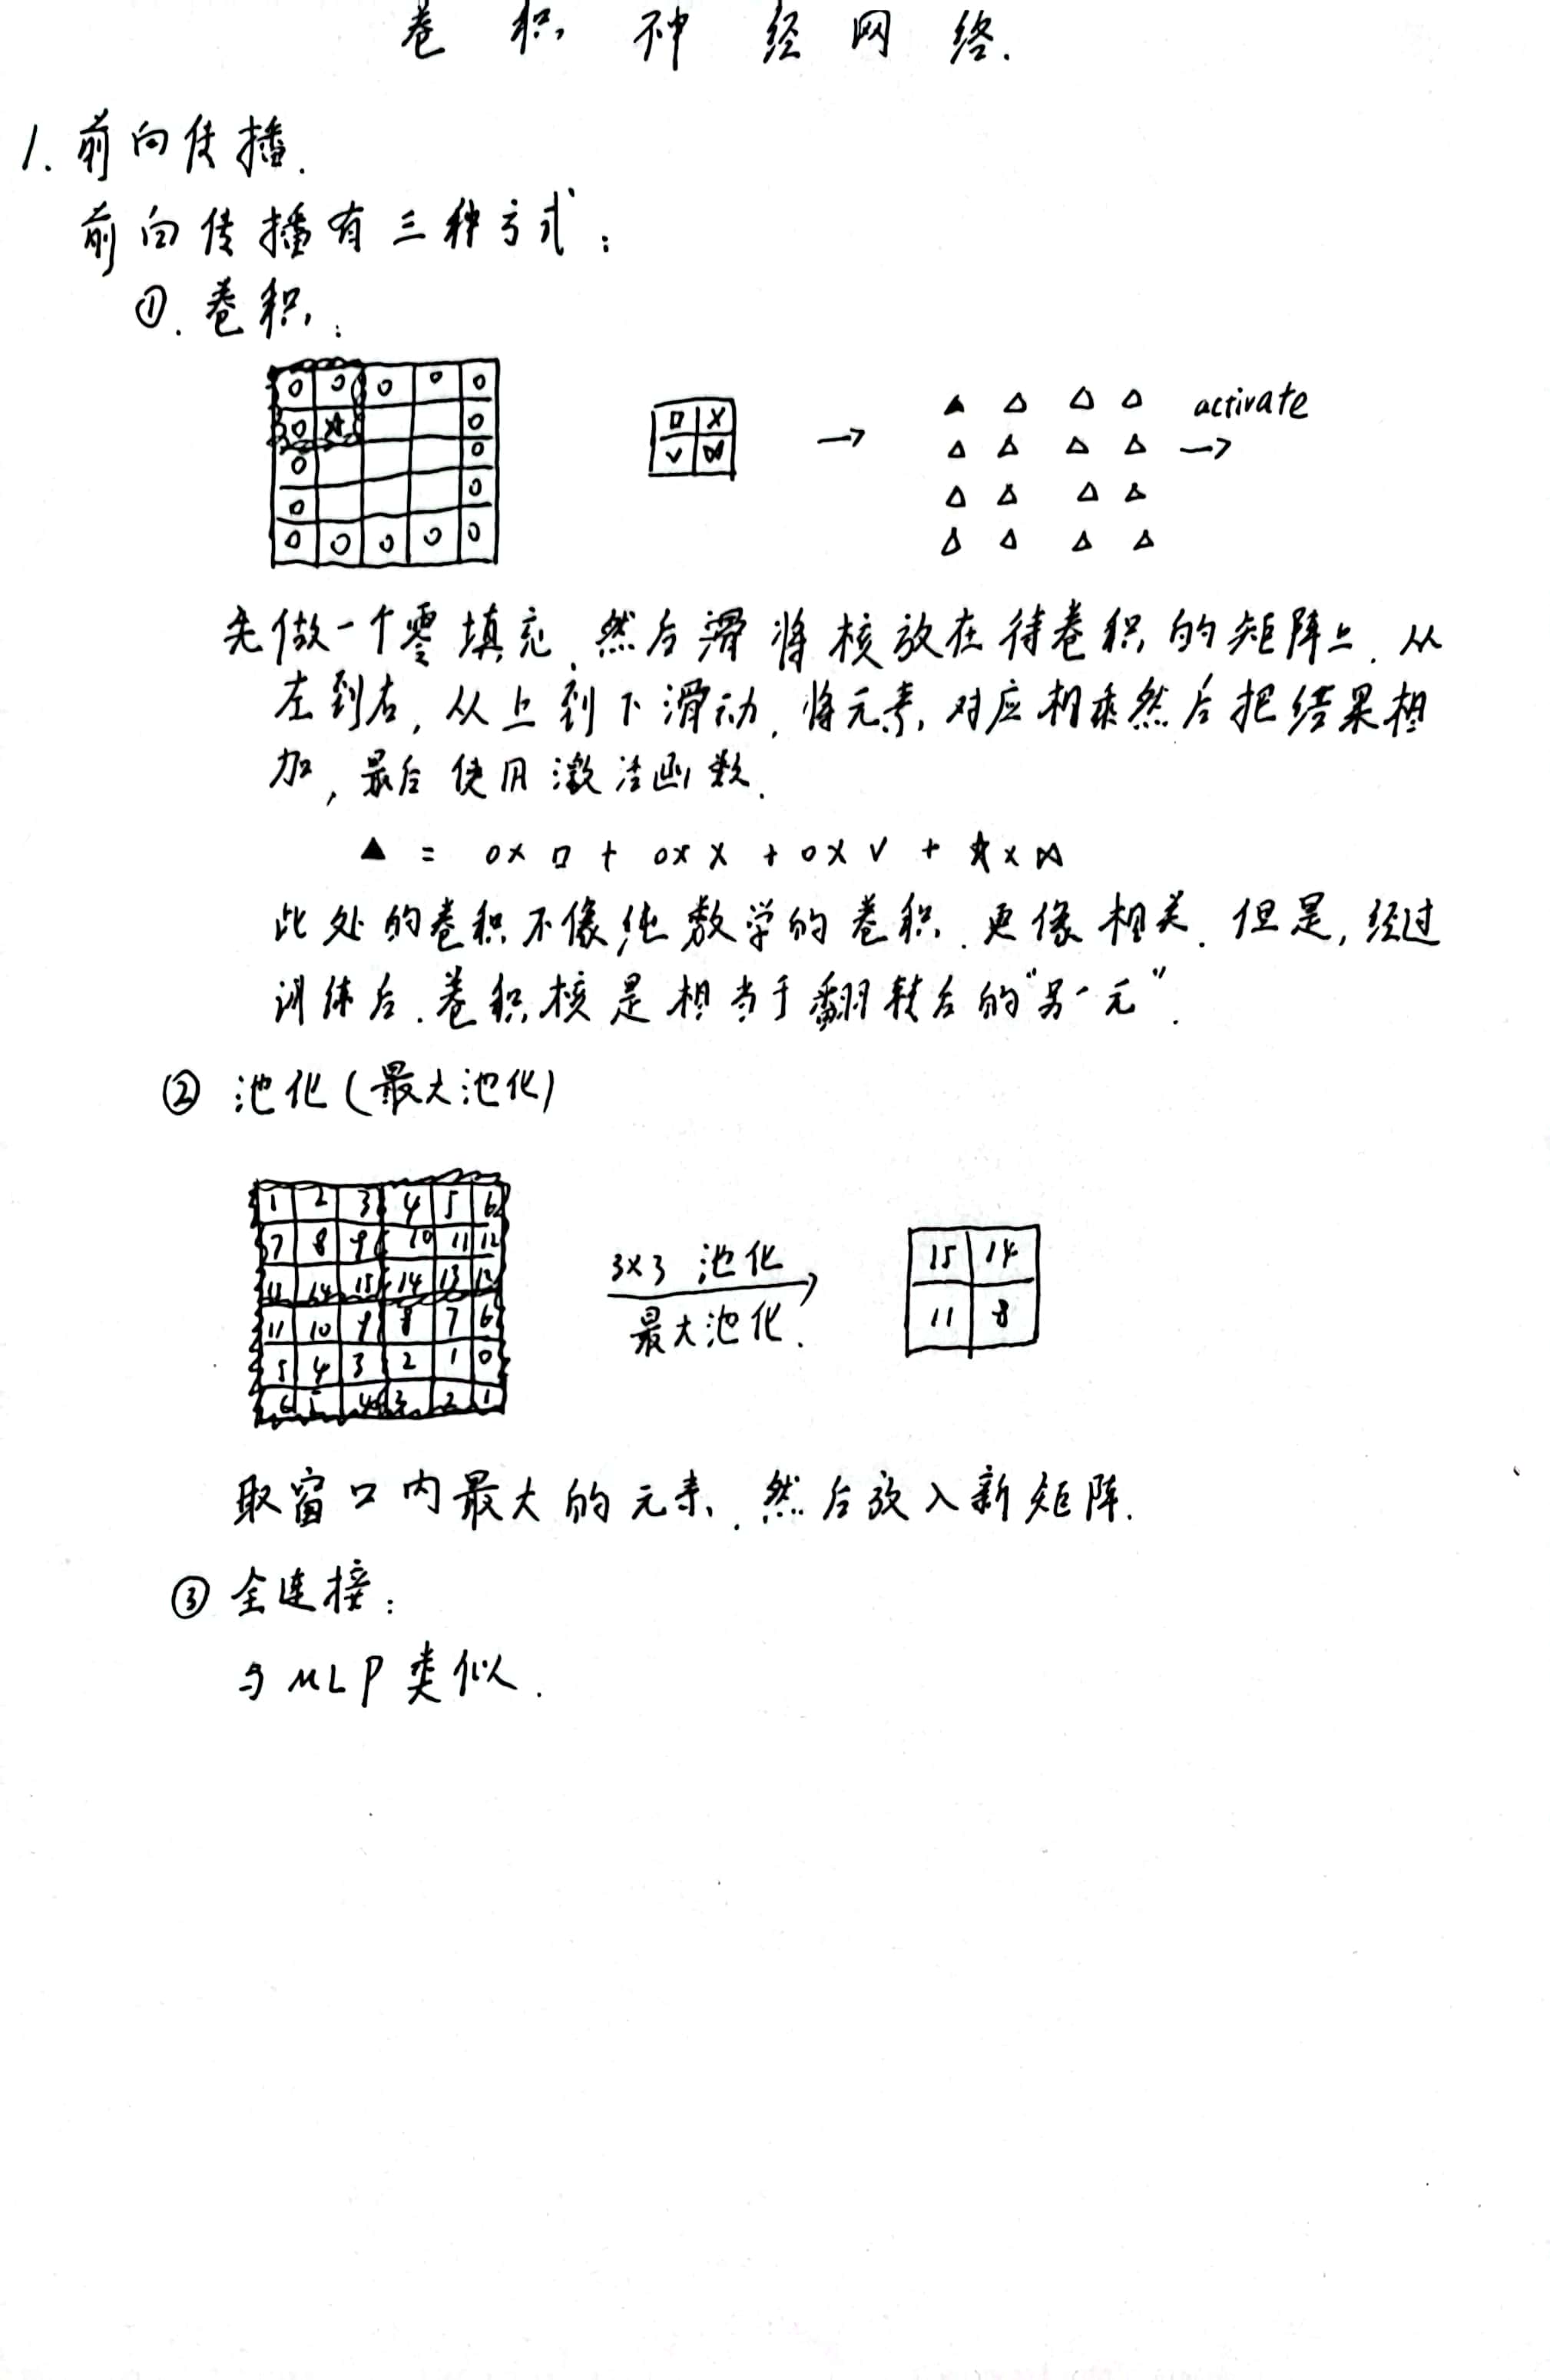 卷积神经网络.
1. 前向传播.
前向传播有三种方式:
①. 卷积:
0 0 0 0 0
0 ☆ 0
0 0
0 0
0 0 0 0 0
□ X
∨ ⋈
→
▲ △ △ △ activate
△ △ △ △ →
△ △ △ △
△ △ △ △
先做一个零填充, 然后滑将核放在待卷积的矩阵上. 从
左到右, 从上到下滑动, 将元素对应相乘然后把结果相
加, 最后使用激活函数.
▲ = 0× □ + 0× X + 0× ∨ + ☆× ⋈
此处的卷积不像纯数学的卷积. 更像相关. 但是, 经过
训练后. 卷积核是相当于翻转后的"另一元".
② 池化(最大池化)
1 2 3 4 5 6
7 8 9 10 11 12
14 15 14 13 12
11 10 9 8 7 6
5 4 3 2 1 0
6 5 4 3 2 1
3×3 池化
最大池化.
15 14
11 8
取窗口内最大的元素. 然后放入新矩阵.
③ 全连接:
与MLP类似.